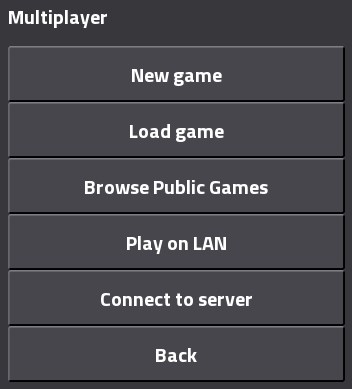 Multiplayer
New game
Load game
Browse Public Games
Play on LAN
Connect to server
Back